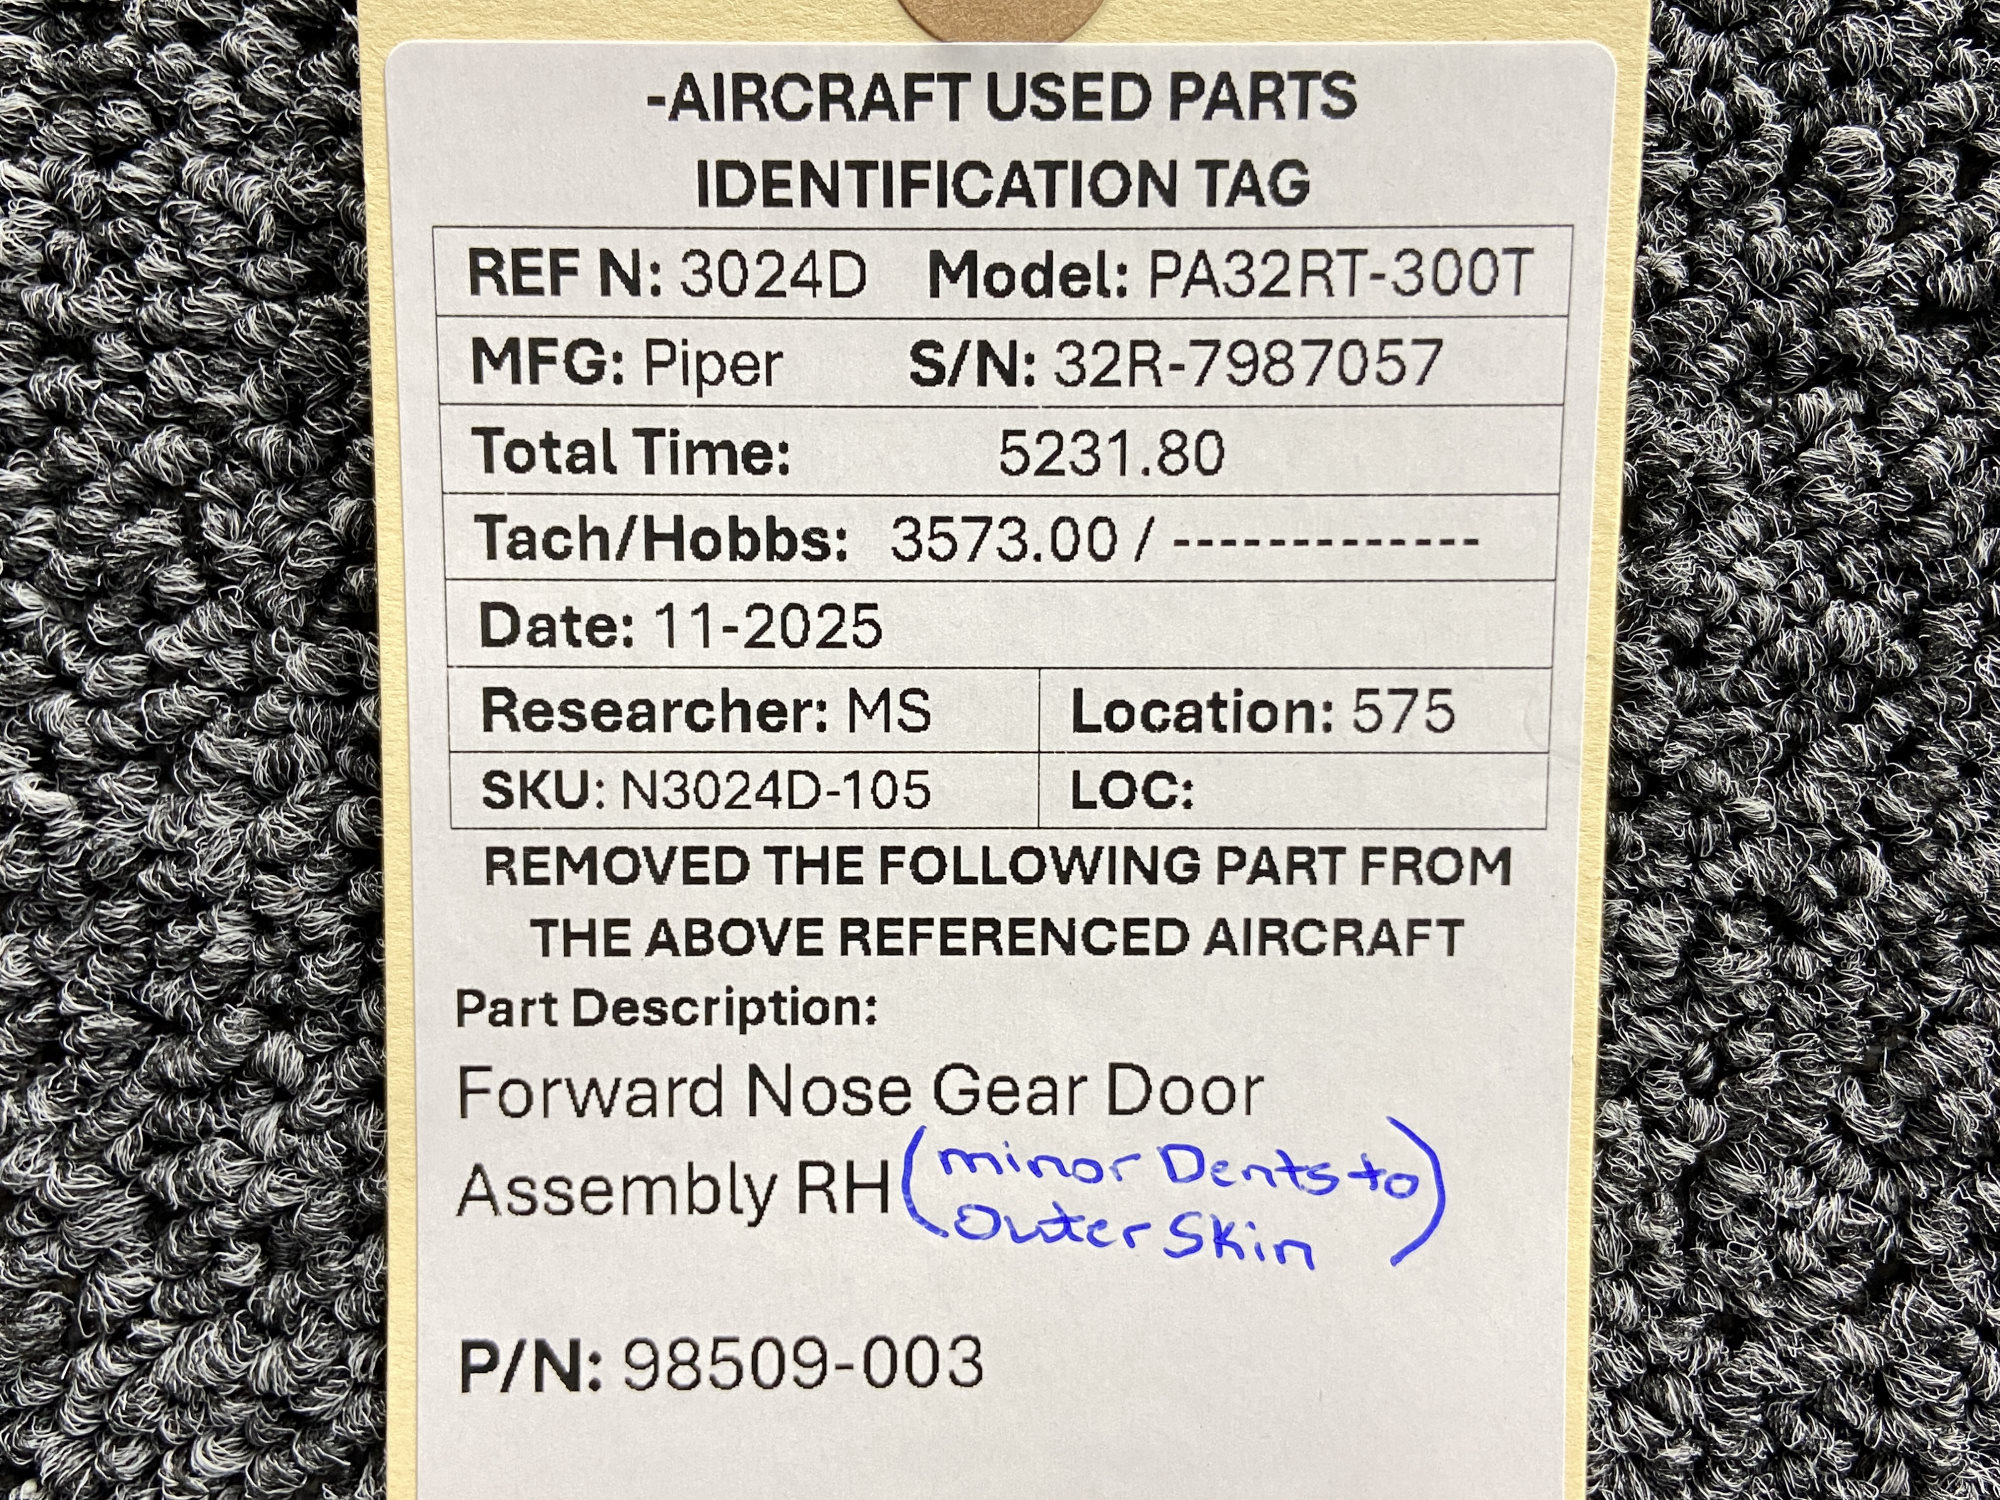 -AIRCRAFT USED PARTS
IDENTIFICATION TAG
REF N: 3024D Model: PA32RT-300T
MFG: Piper S/N: 32R-7987057
Total Time: 5231.80
Tach/Hobbs: 3573.00 / -------------
Date: 11-2025
Researcher: MS Location: 575
SKU: N3024D-105 LOC:
REMOVED THE FOLLOWING PART FROM
THE ABOVE REFERENCED AIRCRAFT
Part Description:
Forward Nose Gear Door
Assembly RH (minor Dents to
Outer Skin)
P/N: 98509-003